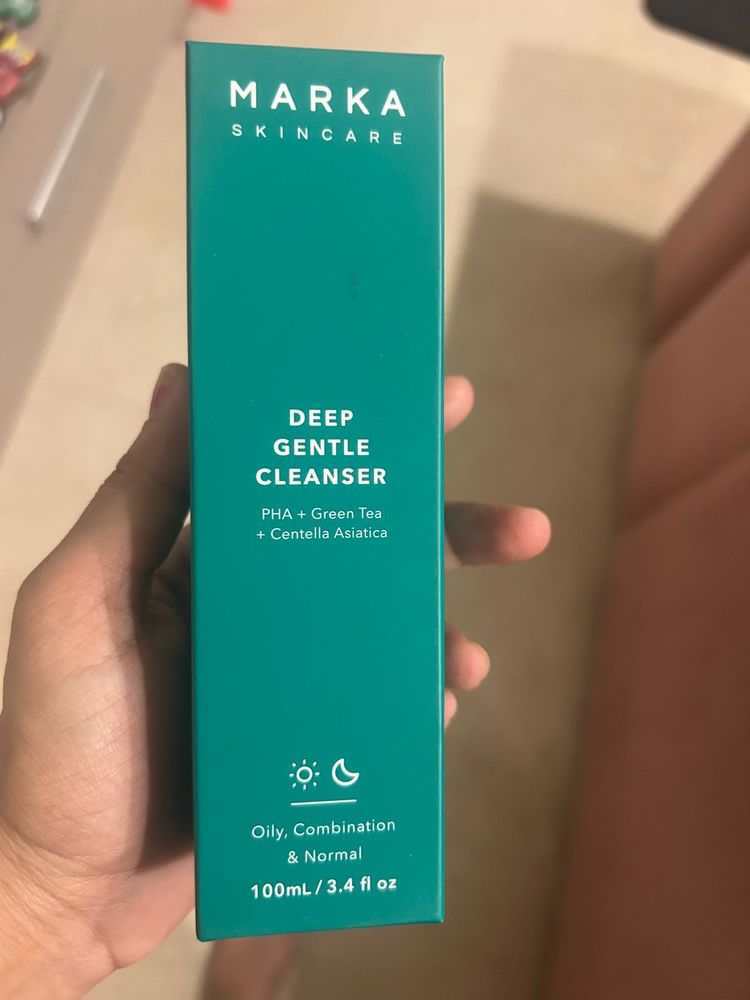 MARKA
SKINCARE
DEEP
GENTLE
CLEANSER
PHA + Green Tea
+ Centella Asiatica
Oily, Combination
& Normal
100mL / 3.4 fl oz